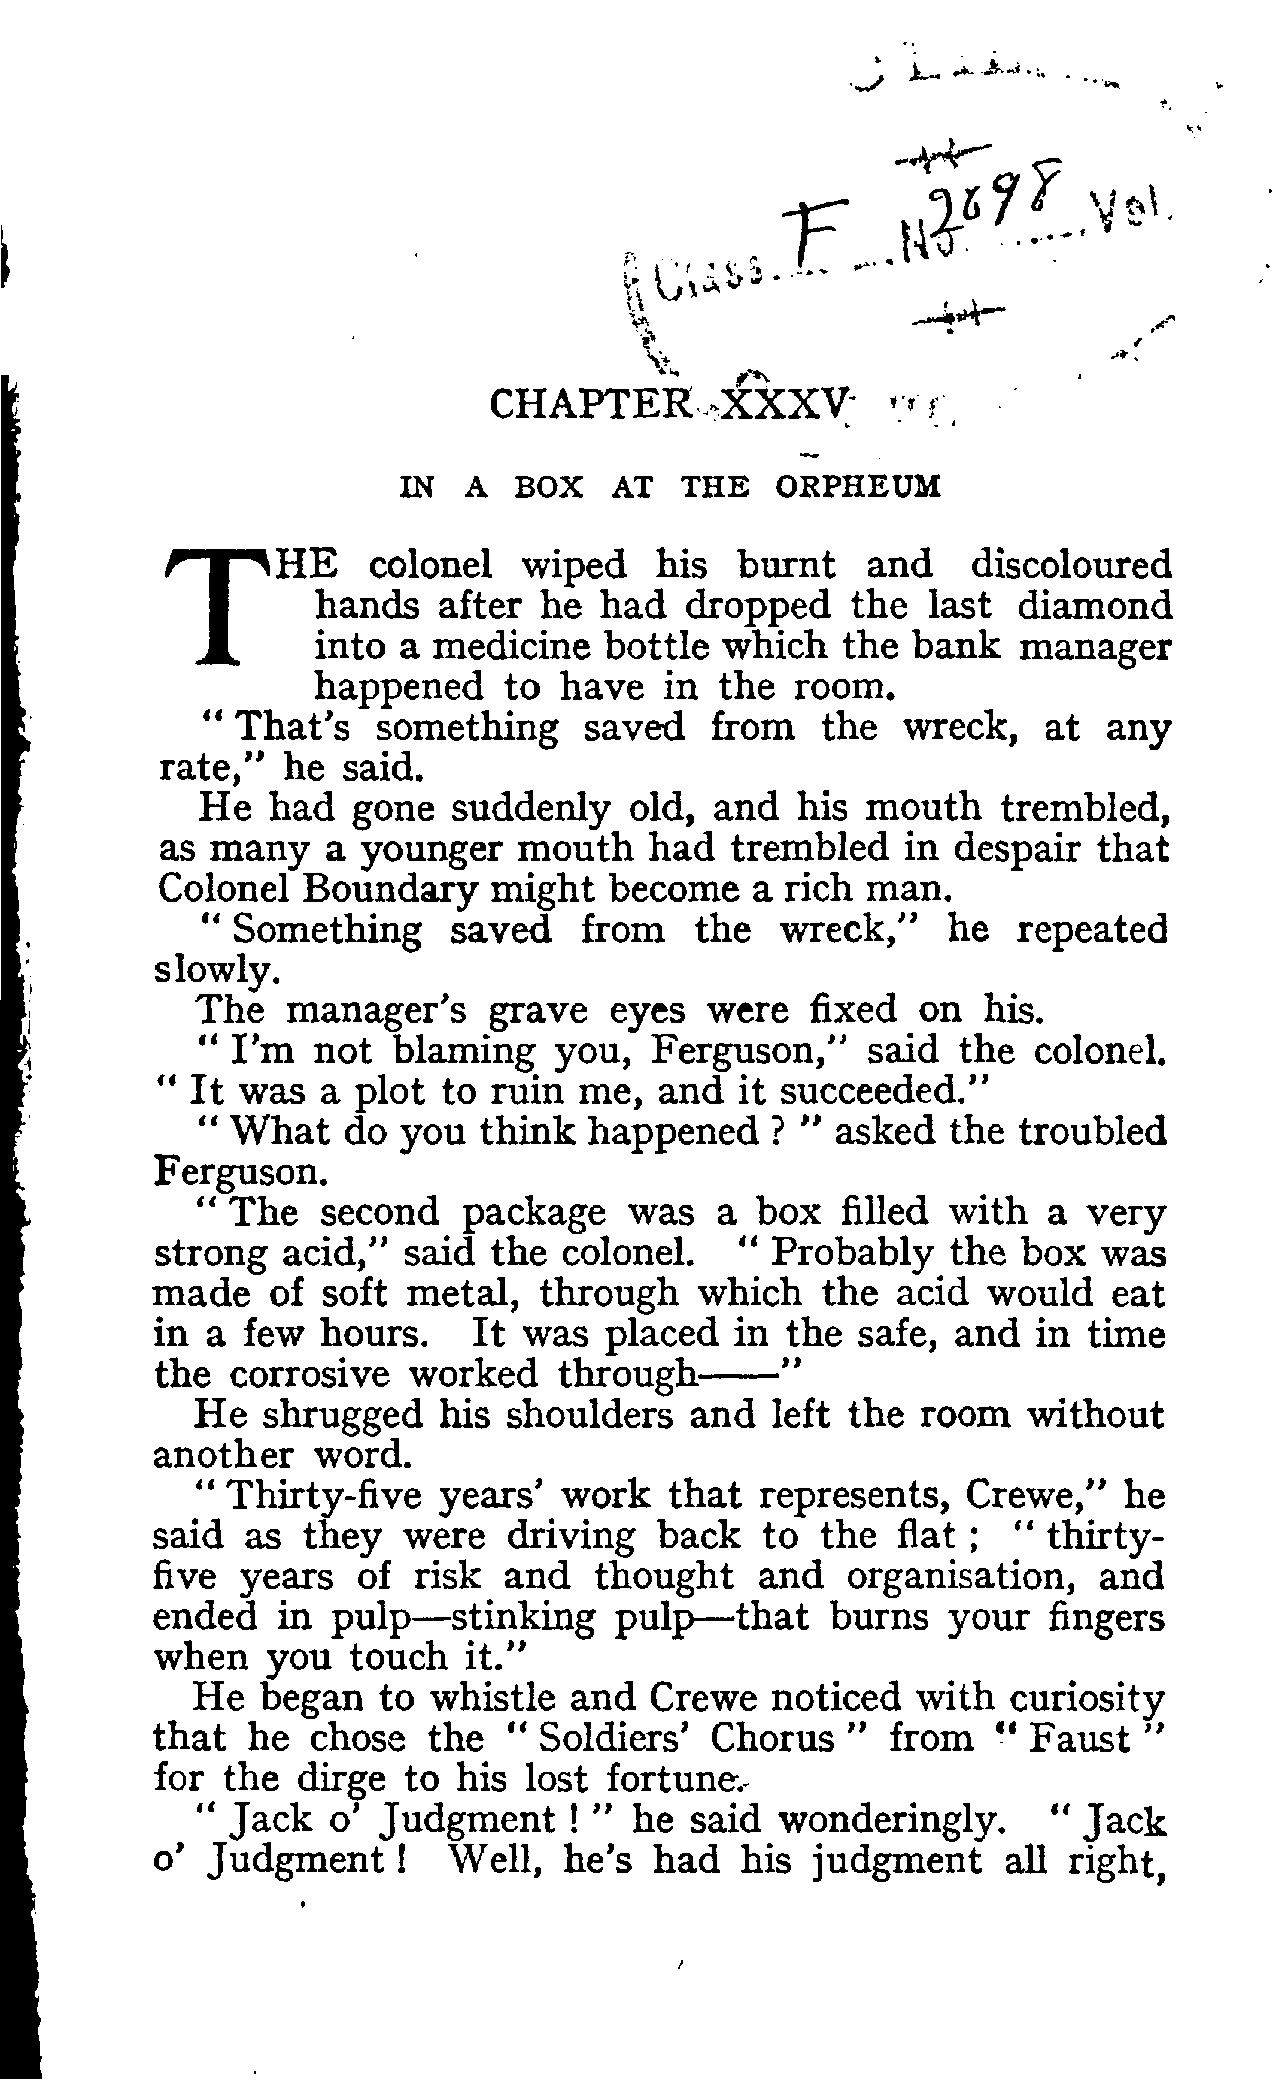 Class F No 2698 Vol.
CHAPTER XXXV
IN A BOX AT THE ORPHEUM
THE colonel wiped his burnt and discoloured
hands after he had dropped the last diamond
into a medicine bottle which the bank manager
happened to have in the room.
" That's something saved from the wreck, at any
rate," he said.
He had gone suddenly old, and his mouth trembled,
as many a younger mouth had trembled in despair that
Colonel Boundary might become a rich man.
" Something saved from the wreck," he repeated
slowly.
The manager's grave eyes were fixed on his.
" I'm not blaming you, Ferguson," said the colonel.
" It was a plot to ruin me, and it succeeded."
" What do you think happened ? " asked the troubled
Ferguson.
" The second package was a box filled with a very
strong acid," said the colonel. " Probably the box was
made of soft metal, through which the acid would eat
in a few hours. It was placed in the safe, and in time
the corrosive worked through——"
He shrugged his shoulders and left the room without
another word.
" Thirty-five years' work that represents, Crewe," he
said as they were driving back to the flat ; " thirty-
five years of risk and thought and organisation, and
ended in pulp—stinking pulp—that burns your fingers
when you touch it."
He began to whistle and Crewe noticed with curiosity
that he chose the " Soldiers' Chorus " from " Faust "
for the dirge to his lost fortune.
" Jack o' Judgment ! " he said wonderingly. " Jack
o' Judgment ! Well, he's had his judgment all right,